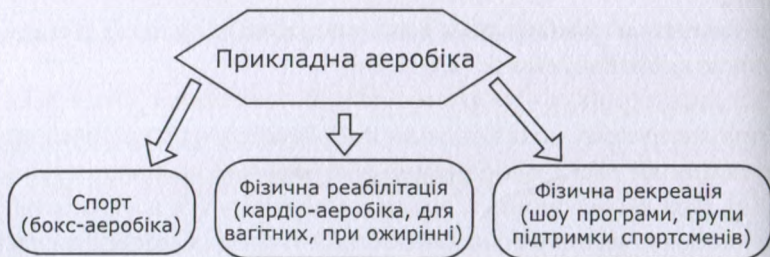 Прикладна аеробіка
Спорт
(бокс-аеробіка)
Фізична реабілітація
(кардіо-аеробіка, для
вагітних, при ожирінні)
Фізична рекреація
(шоу програми, групи
підтримки спортсменів)